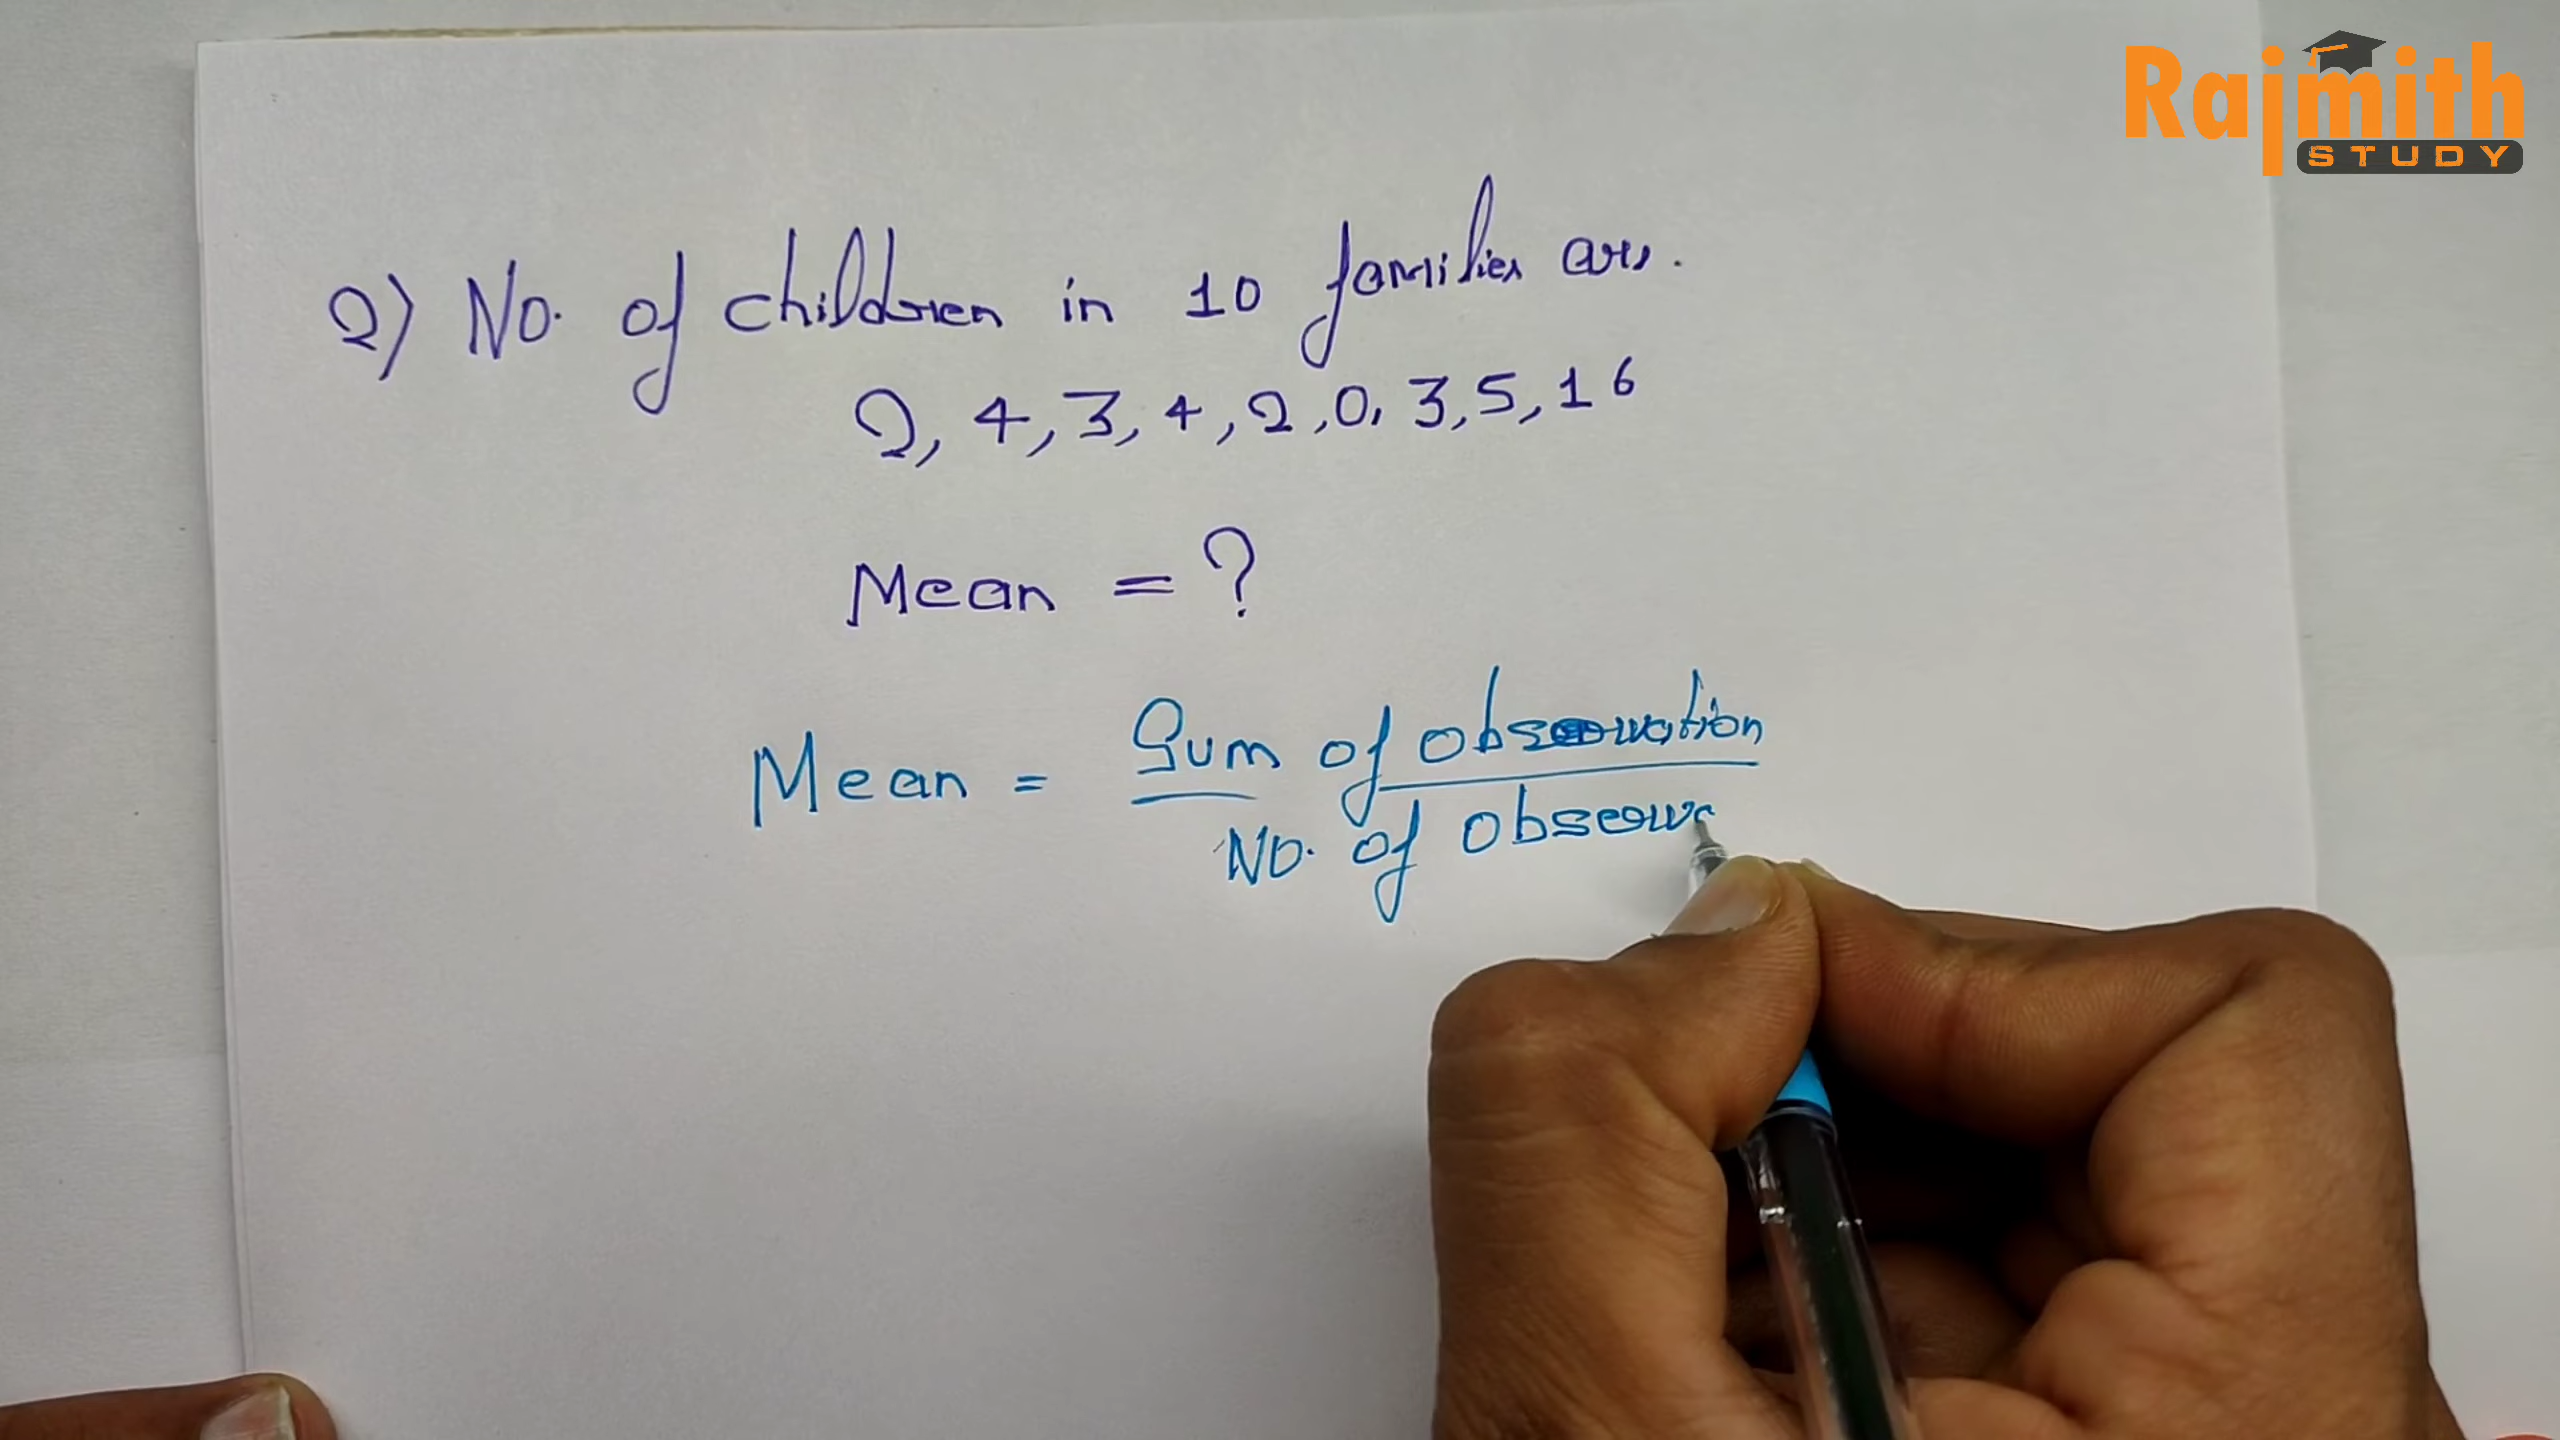 Rajmith
STUDY
2) No. of children in 10 families are.
2, 4, 3, 4, 2, 0, 3, 5, 1 6
Mean = ?
Mean = Sum of observation
No. of observa